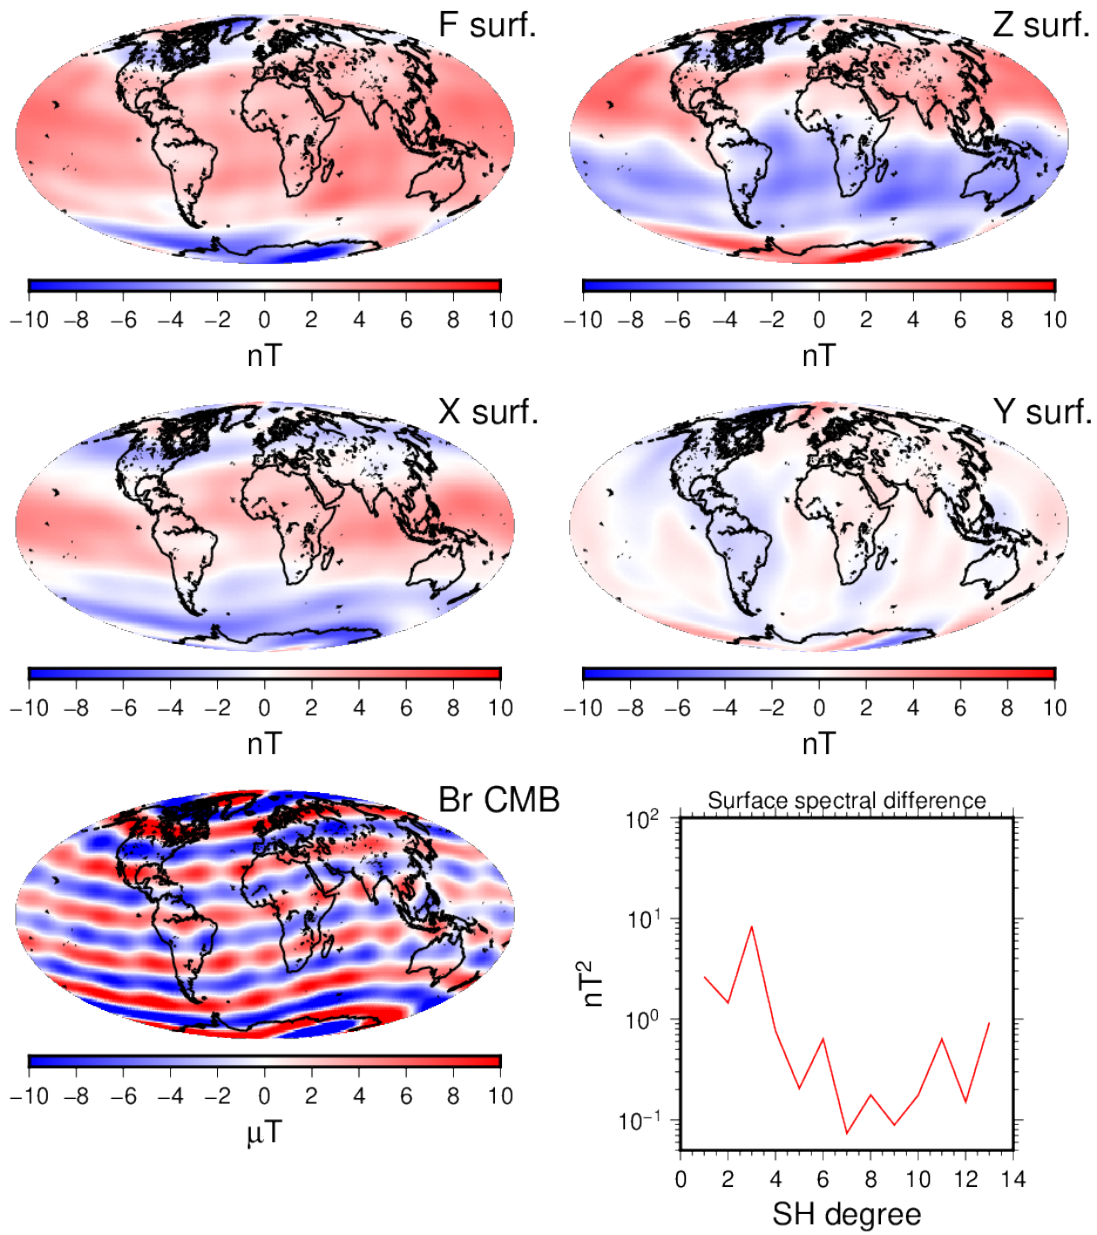 F surf.
Z surf.
−10 −8 −6 −4 −2 0 2 4 6 8 10
−10 −8 −6 −4 −2 0 2 4 6 8 10
nT
nT
X surf.
Y surf.
−10 −8 −6 −4 −2 0 2 4 6 8 10
−10 −8 −6 −4 −2 0 2 4 6 8 10
nT
nT
Br CMB
−10 −8 −6 −4 −2 0 2 4 6 8 10
μT
Surface spectral difference
10²
10¹
10⁰
10⁻¹
nT²
0 2 4 6 8 10 12 14
SH degree